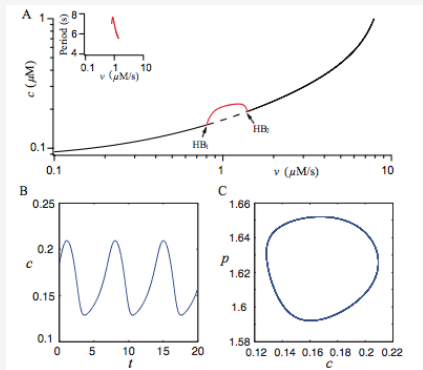 A
Period (s)
8
6
4
0.1 1 10
v (μM/s)
c (μM)
1
0.1
HB1
HB2
0.1 1 10
v (μM/s)
B
c
0.25
0.2
0.15
0.1
0 5 10 15 20
t
C
p
1.66
1.64
1.62
1.6
1.58
0.12 0.14 0.16 0.18 0.2 0.22
c